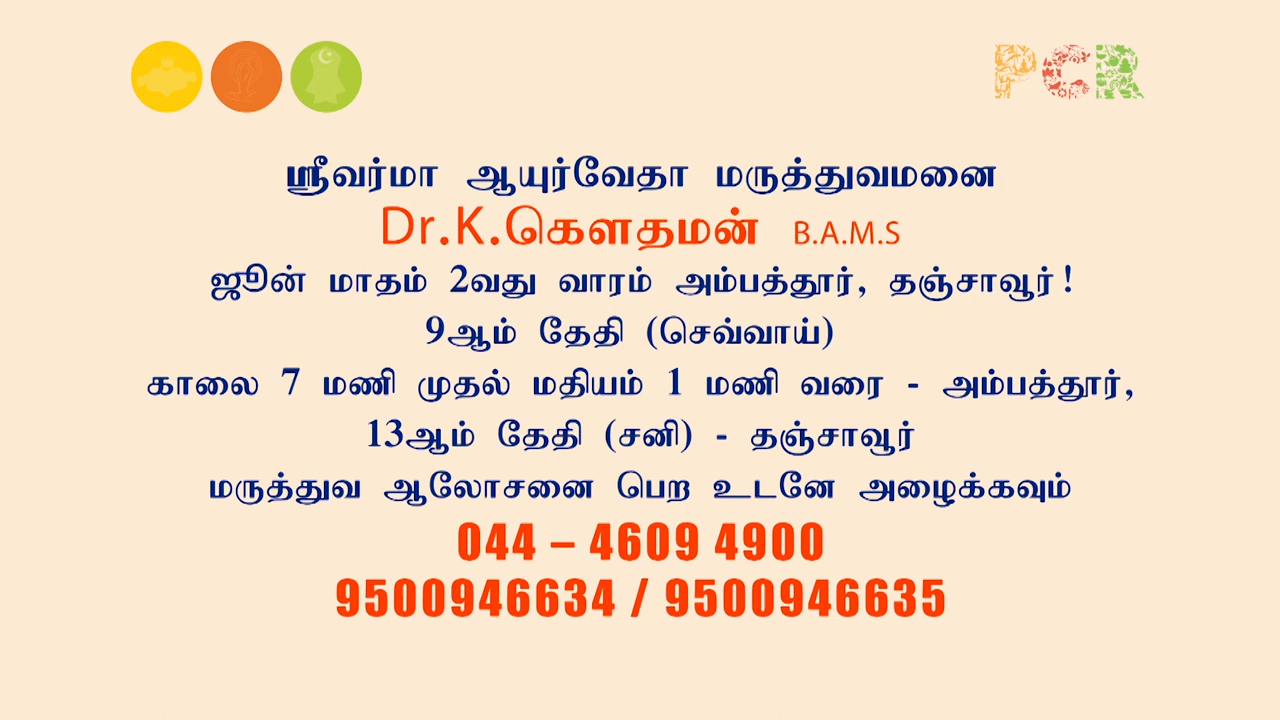 PCR
ஸ்ரீவர்மா ஆயுர்வேதா மருத்துவமனை
Dr.K.கௌதமன் B.A.M.S
ஜூன் மாதம் 2வது வாரம் அம்பத்தூர், தஞ்சாவூர் !
9ஆம் தேதி (செவ்வாய்)
காலை 7 மணி முதல் மதியம் 1 மணி வரை - அம்பத்தூர்,
13ஆம் தேதி (சனி) - தஞ்சாவூர்
மருத்துவ ஆலோசனை பெற உடனே அழைக்கவும்
044 – 4609 4900
9500946634 / 9500946635